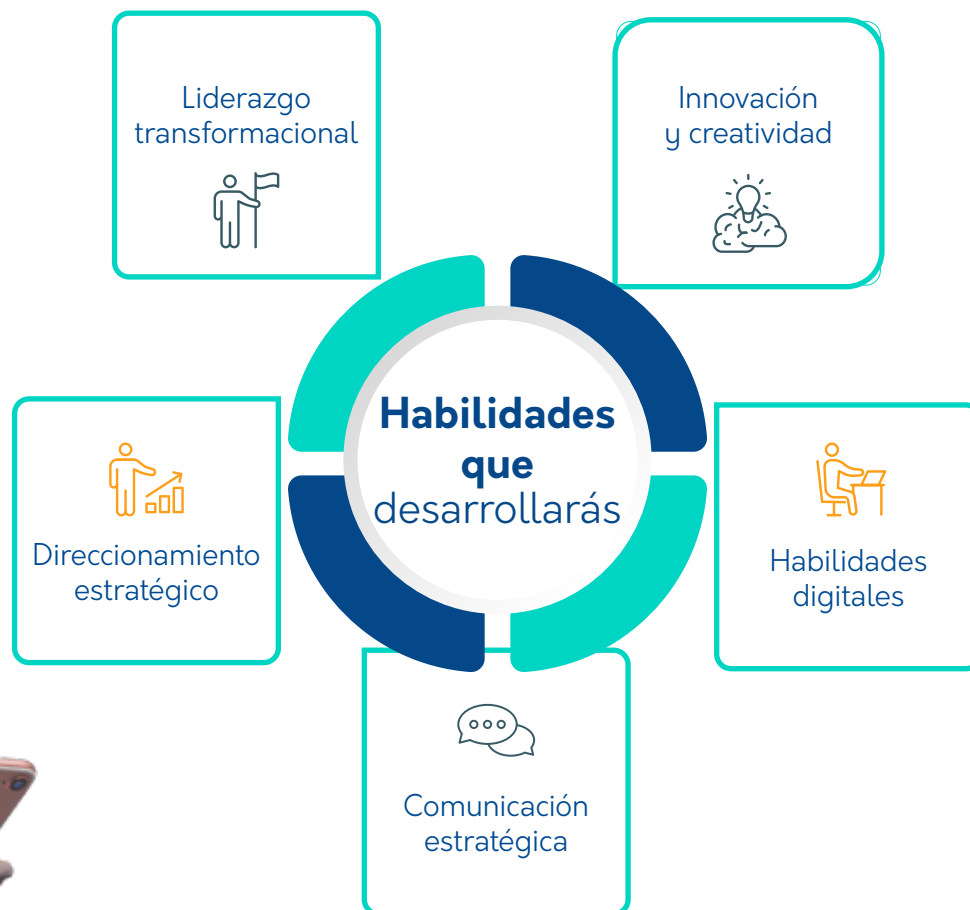 Liderazgo
transformacional
Innovación
y creatividad
Habilidades
que
desarrollarás
Direccionamiento
estratégico
Habilidades
digitales
Comunicación
estratégica